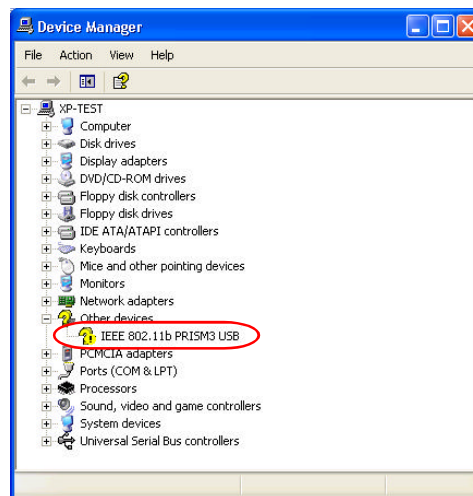 Device Manager
File Action View Help
XP-TEST
Computer
Disk drives
Display adapters
DVD/CD-ROM drives
Floppy disk controllers
Floppy disk drives
IDE ATA/ATAPI controllers
Keyboards
Mice and other pointing devices
Monitors
Network adapters
Other devices
IEEE 802.11b PRISM3 USB
PCMCIA adapters
Ports (COM & LPT)
Processors
Sound, video and game controllers
System devices
Universal Serial Bus controllers